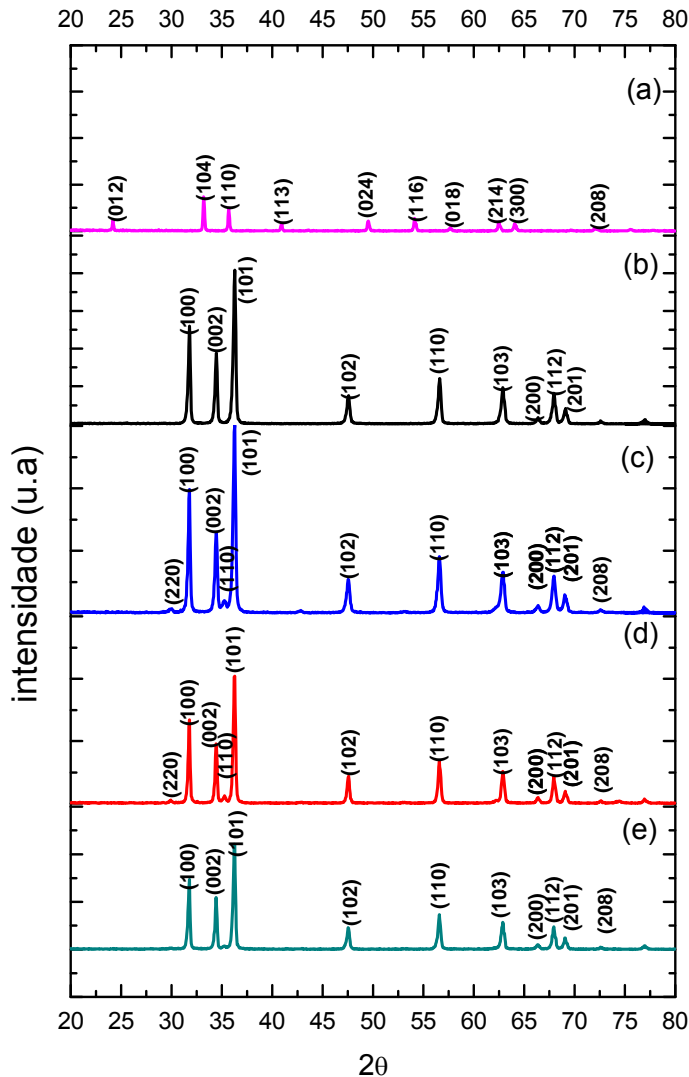 20 25 30 35 40 45 50 55 60 65 70 75 80
(a)
(012) (104) (110) (113) (024) (116) (018) (214) (300) (208)
(b)
(100) (002) (101) (102) (110) (103) (200) (112) (201)
(c)
(220) (100) (002) (110) (101) (102) (110) (103) (200) (112) (201) (208)
(d)
(220) (100) (002) (110) (101) (102) (110) (103) (200) (112) (201) (208)
(e)
(100) (002) (101) (102) (110) (103) (200) (112) (201) (208)
intensidade (u.a)
20 25 30 35 40 45 50 55 60 65 70 75 80
2θ